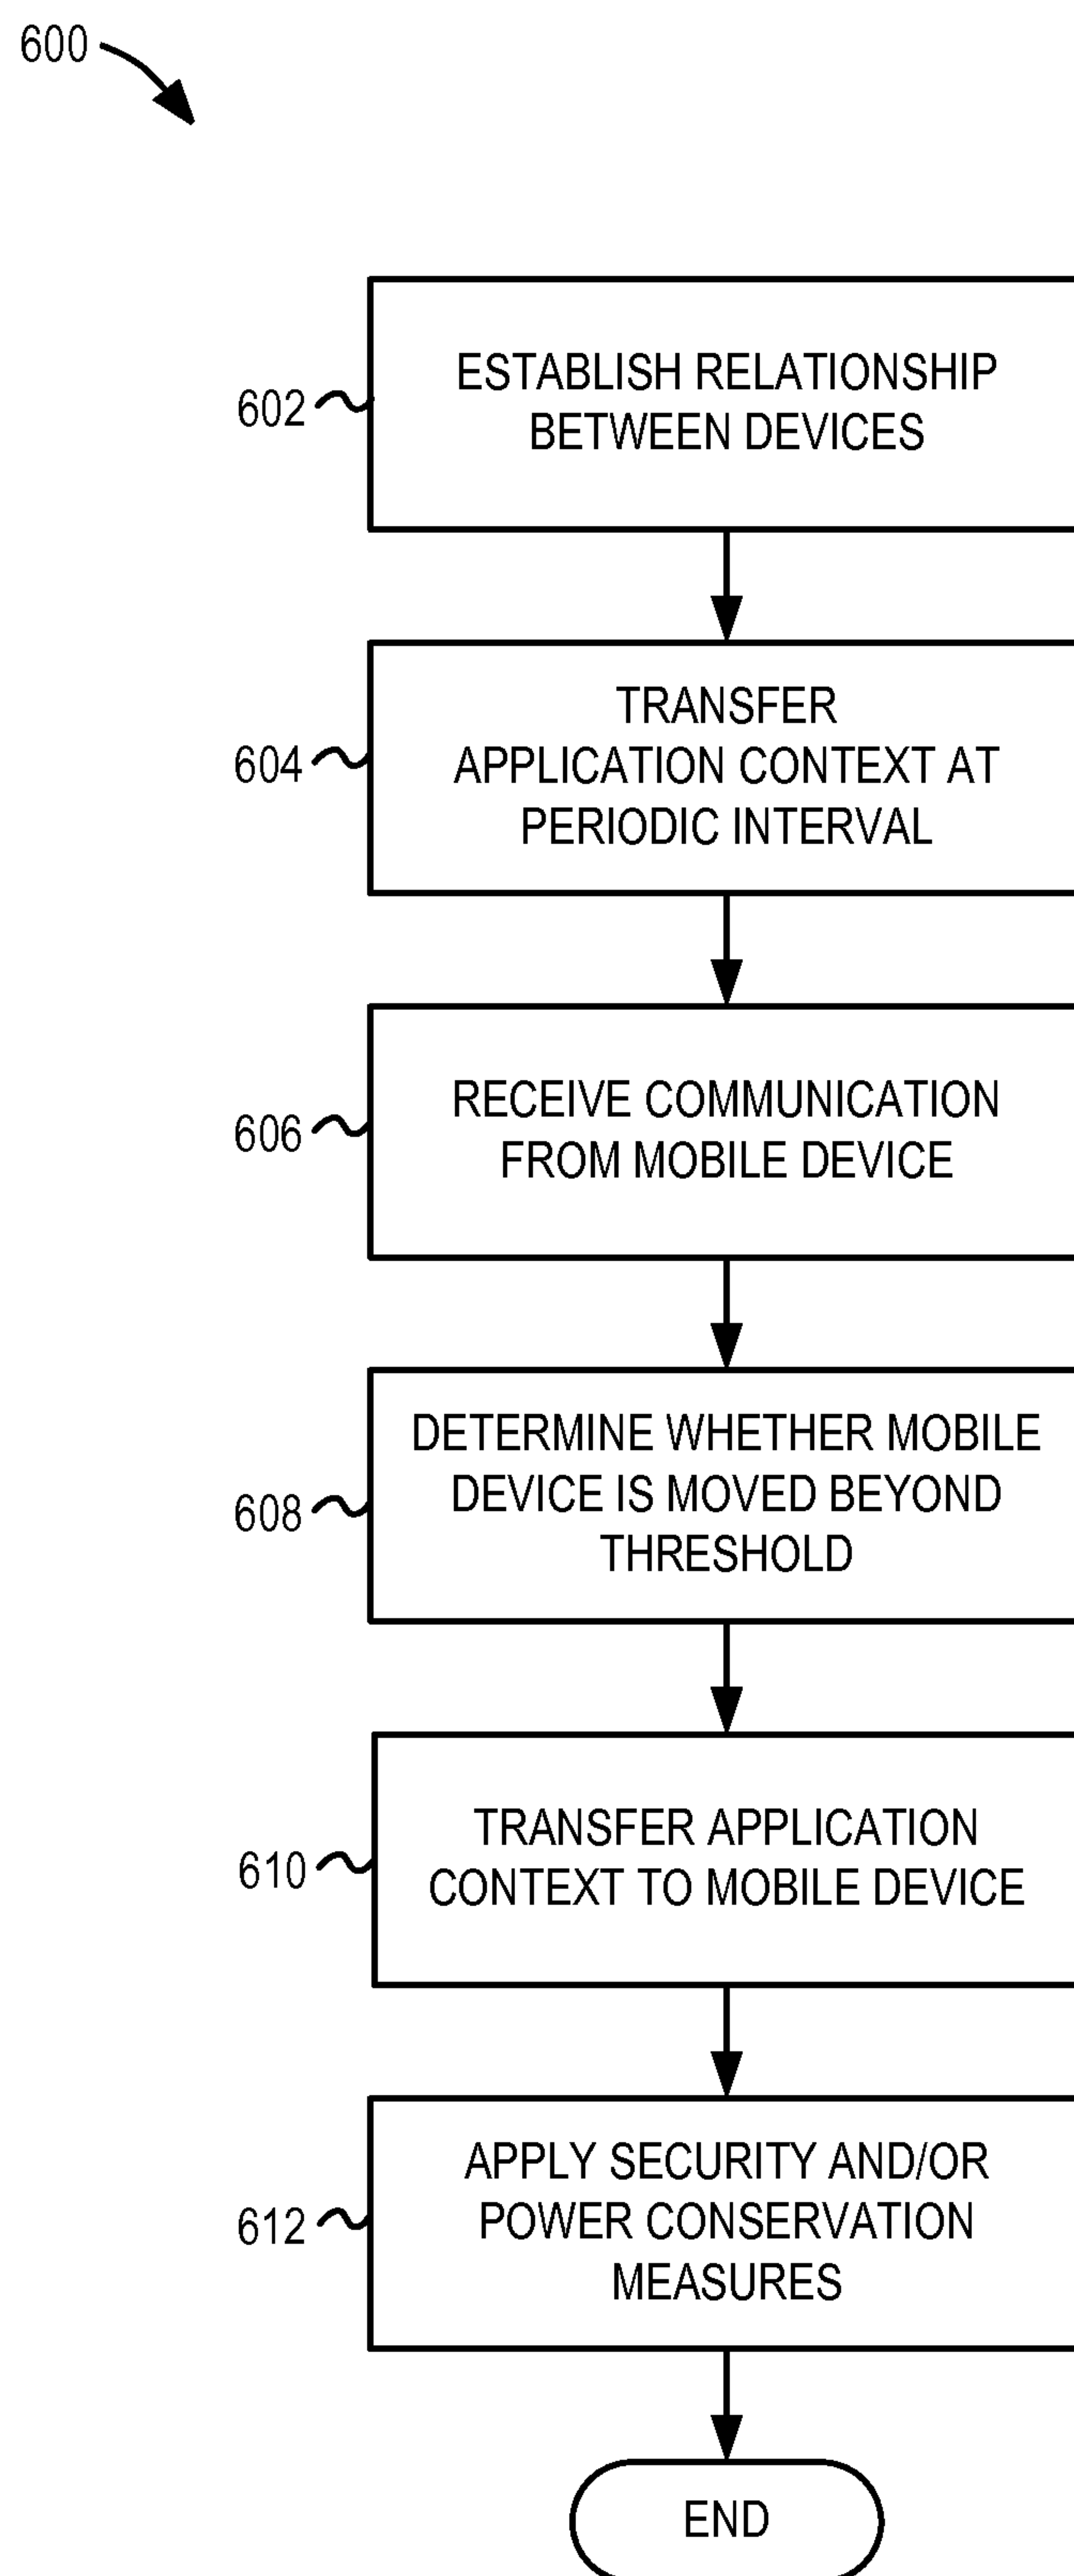 600
602
ESTABLISH RELATIONSHIP
BETWEEN DEVICES
604
TRANSFER
APPLICATION CONTEXT AT
PERIODIC INTERVAL
606
RECEIVE COMMUNICATION
FROM MOBILE DEVICE
608
DETERMINE WHETHER MOBILE
DEVICE IS MOVED BEYOND
THRESHOLD
610
TRANSFER APPLICATION
CONTEXT TO MOBILE DEVICE
612
APPLY SECURITY AND/OR
POWER CONSERVATION
MEASURES
END